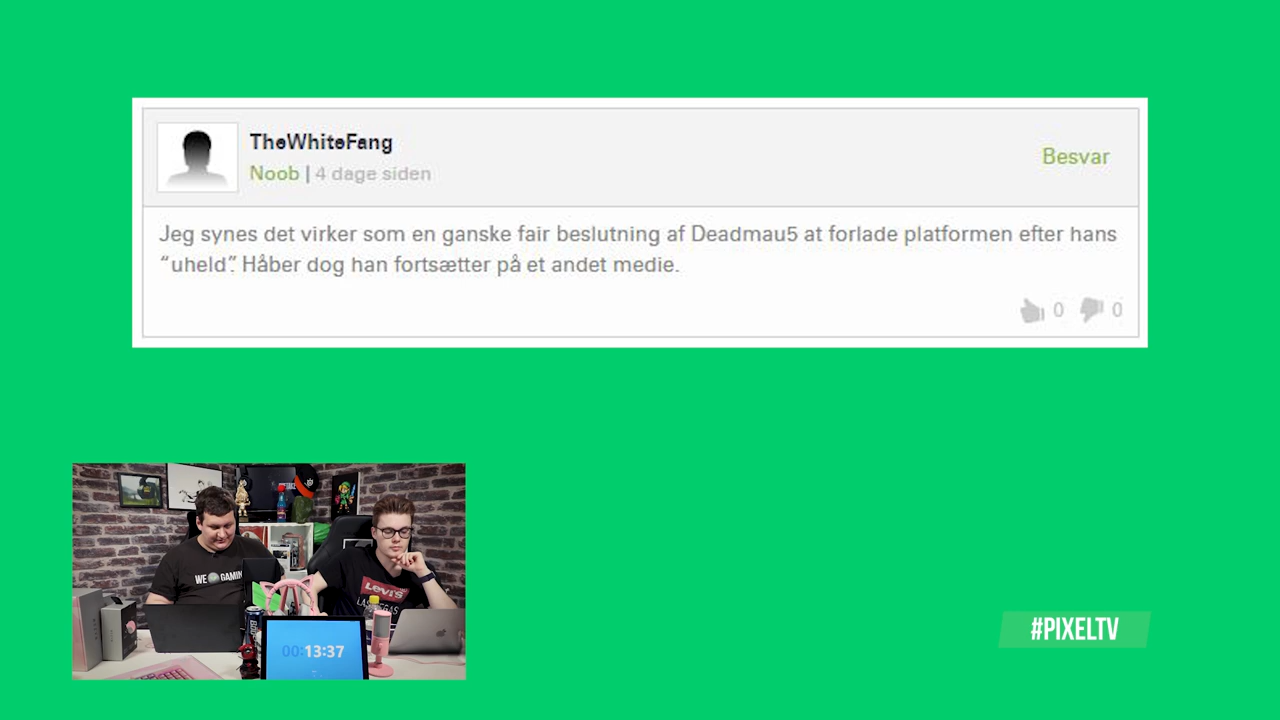 TheWhiteFang
Noob | 4 dage siden
Besvar
Jeg synes det virker som en ganske fair beslutning af Deadmau5 at forlade platformen efter hans
“uheld”. Håber dog han fortsætter på et andet medie.
0 0
WE GAMING
LEVI'S
00:13:37
#PIXELTV